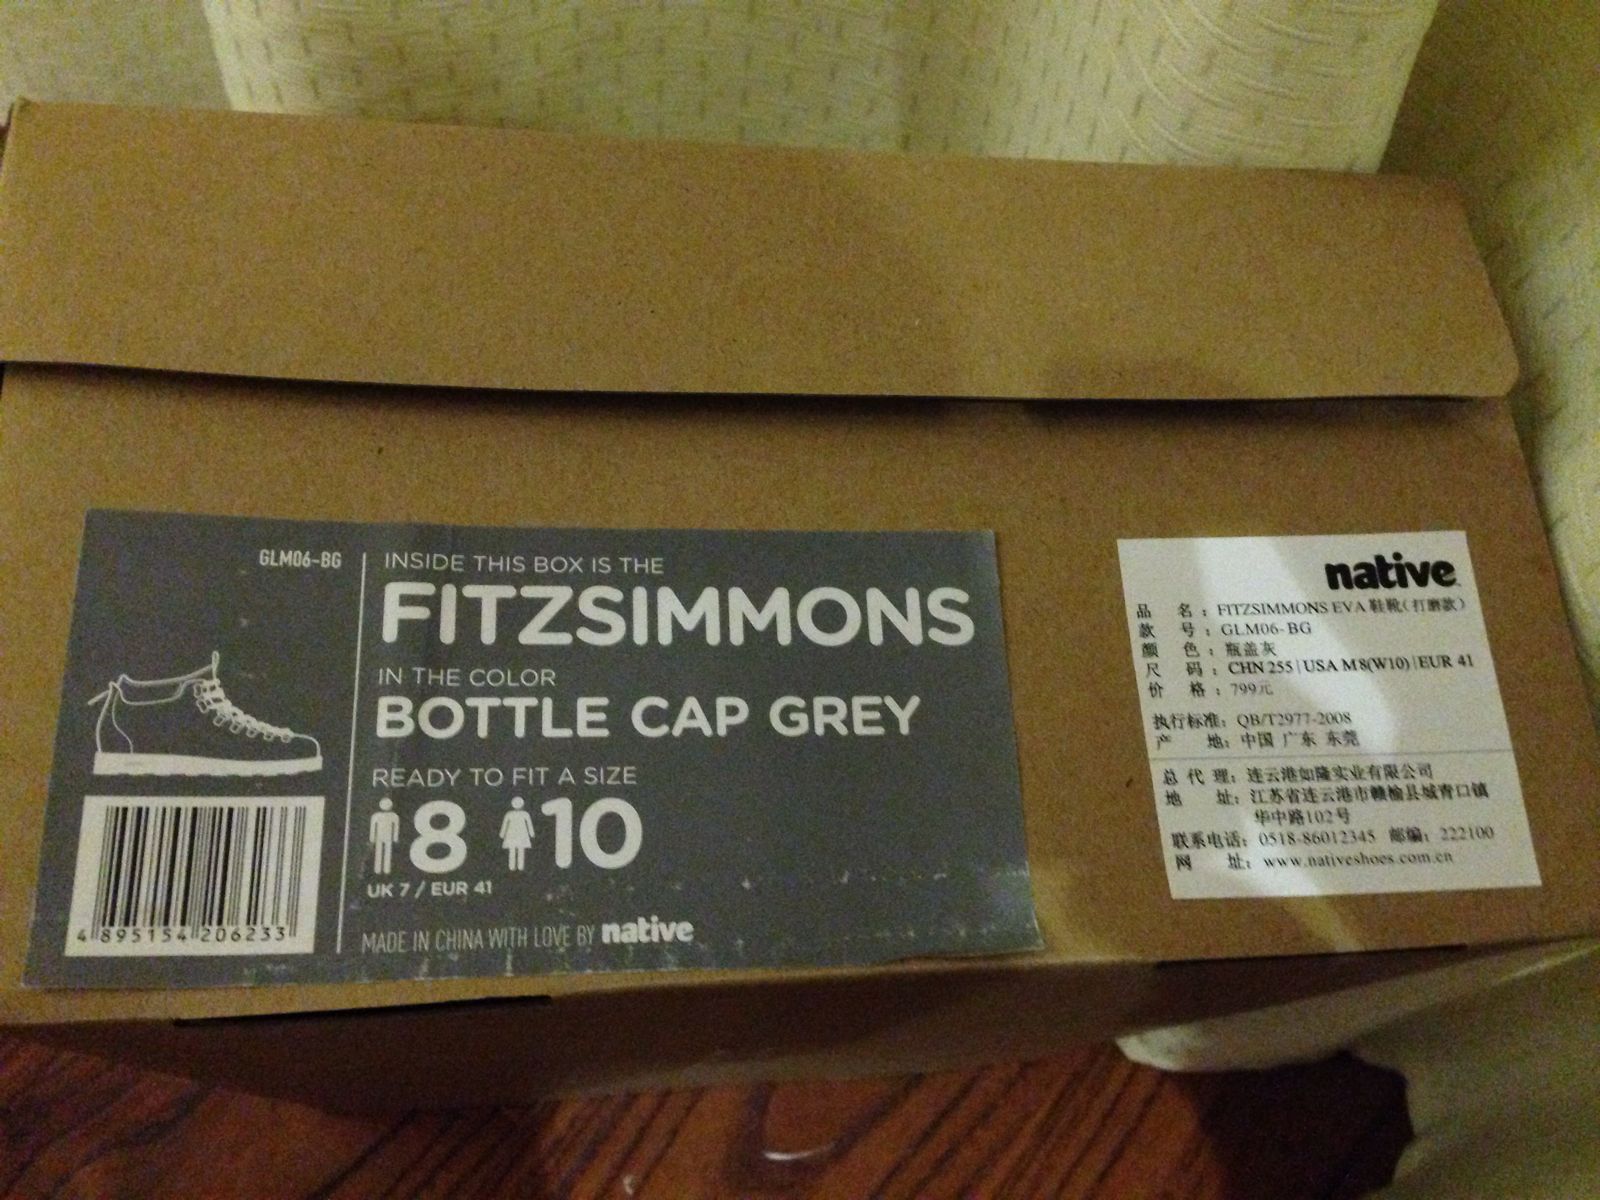 GLM06-BG
INSIDE THIS BOX IS THE
FITZSIMMONS
IN THE COLOR
BOTTLE CAP GREY
READY TO FIT A SIZE
8 10
UK 7 / EUR 41
MADE IN CHINA WITH LOVE BY native
4 895154 206233
native
品 名：FITZSIMMONS EVA 鞋靴（打磨款）
款 号：GLM06-BG
颜 色：瓶盖灰
尺 码：CHN 255 | USA M8(W10) | EUR 41
价 格：799元
执行标准：QB/T2977-2008
产 地：中国 广东 东莞
总 代 理：连云港如隆实业有限公司
地 址：江苏省连云港市赣榆县城青口镇
华中路102号
联系电话：0518-86012345 邮编：222100
网 址：www.nativeshoes.com.cn